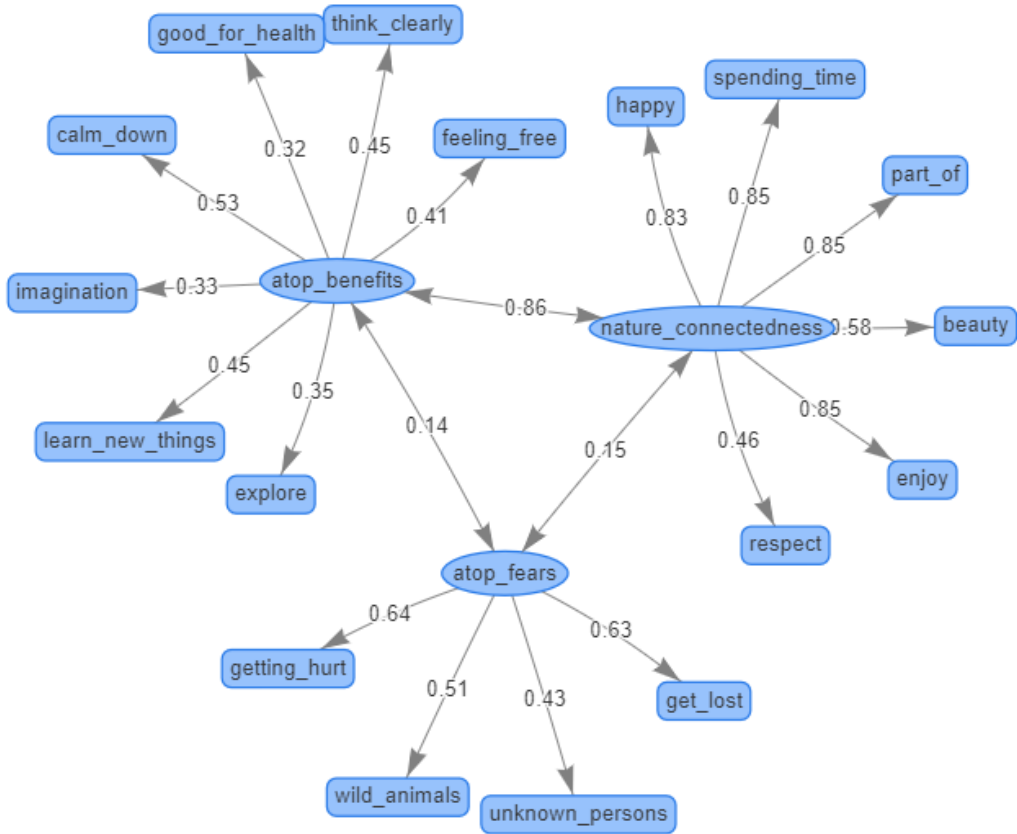 good_for_health
think_clearly
spending_time
happy
calm_down
feeling_free
0.32
0.45
part_of
0.53
0.41
0.83
0.85
0.85
atop_benefits
imagination
0.33
0.86
nature_connectedness
0.58
beauty
0.45
0.35
0.14
0.15
0.46
0.85
learn_new_things
explore
enjoy
respect
atop_fears
0.64
0.63
getting_hurt
0.51
0.43
get_lost
wild_animals
unknown_persons